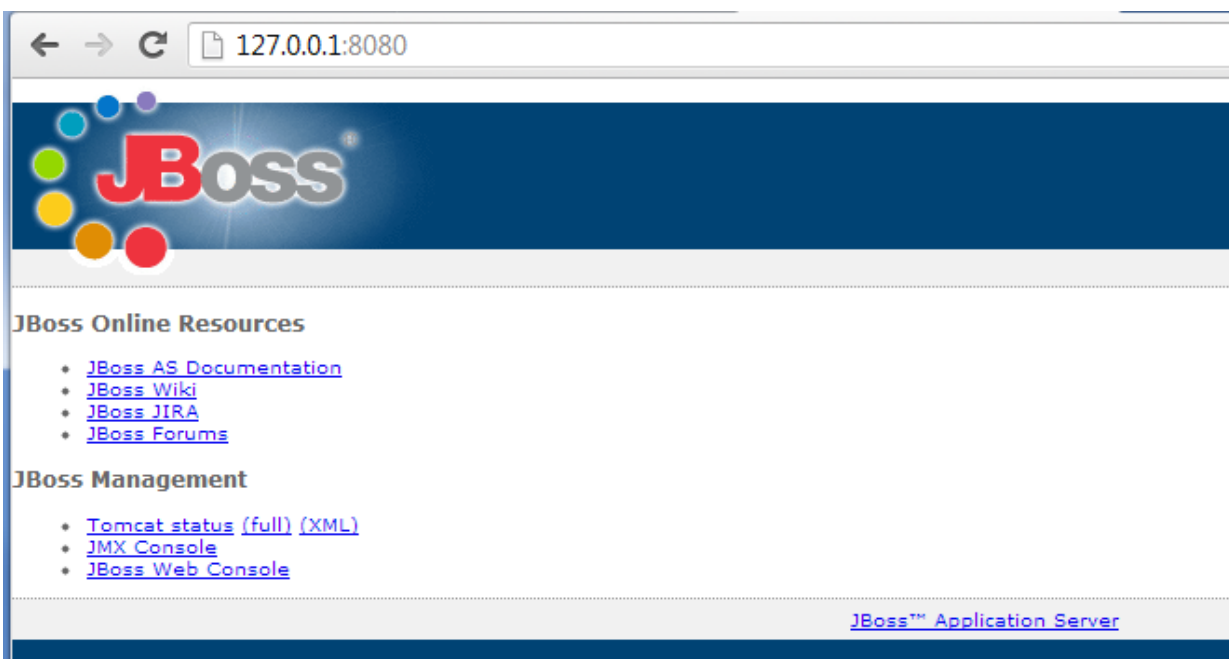 127.0.0.1:8080
JBoss®
JBoss Online Resources
JBoss AS Documentation
JBoss Wiki
JBoss JIRA
JBoss Forums
JBoss Management
Tomcat status (full) (XML)
JMX Console
JBoss Web Console
JBoss™ Application Server